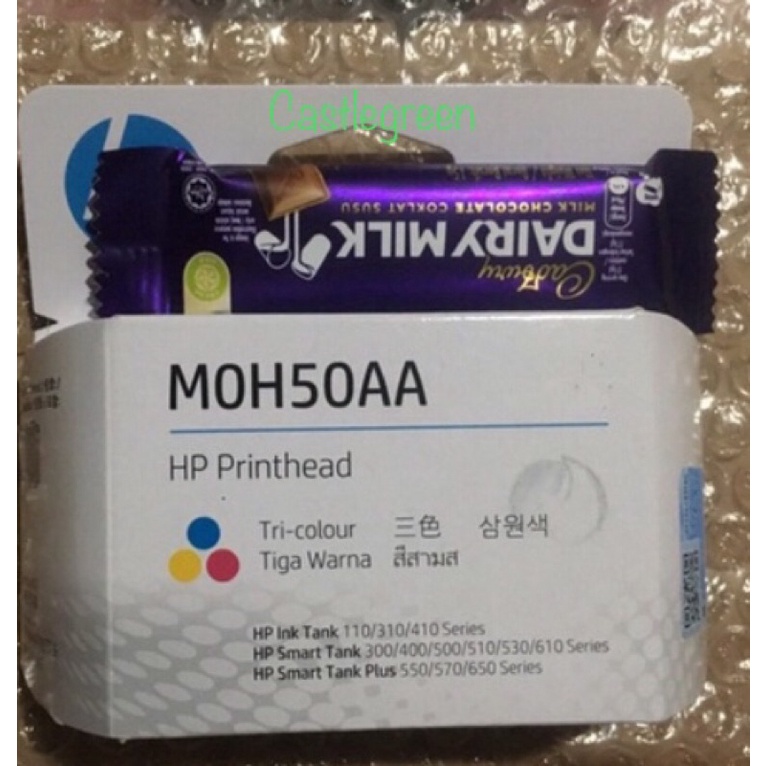 Castlegreen
MILK CHOCOLATE COKLAT SUSU
DAIRY MILK
Cadbury
M0H50AA
HP Printhead
Tri-colour 三色 삼원색
Tiga Warna สีสามส
HP Ink Tank 110/310/410 Series
HP Smart Tank 300/400/500/510/530/610 Series
HP Smart Tank Plus 550/570/650 Series